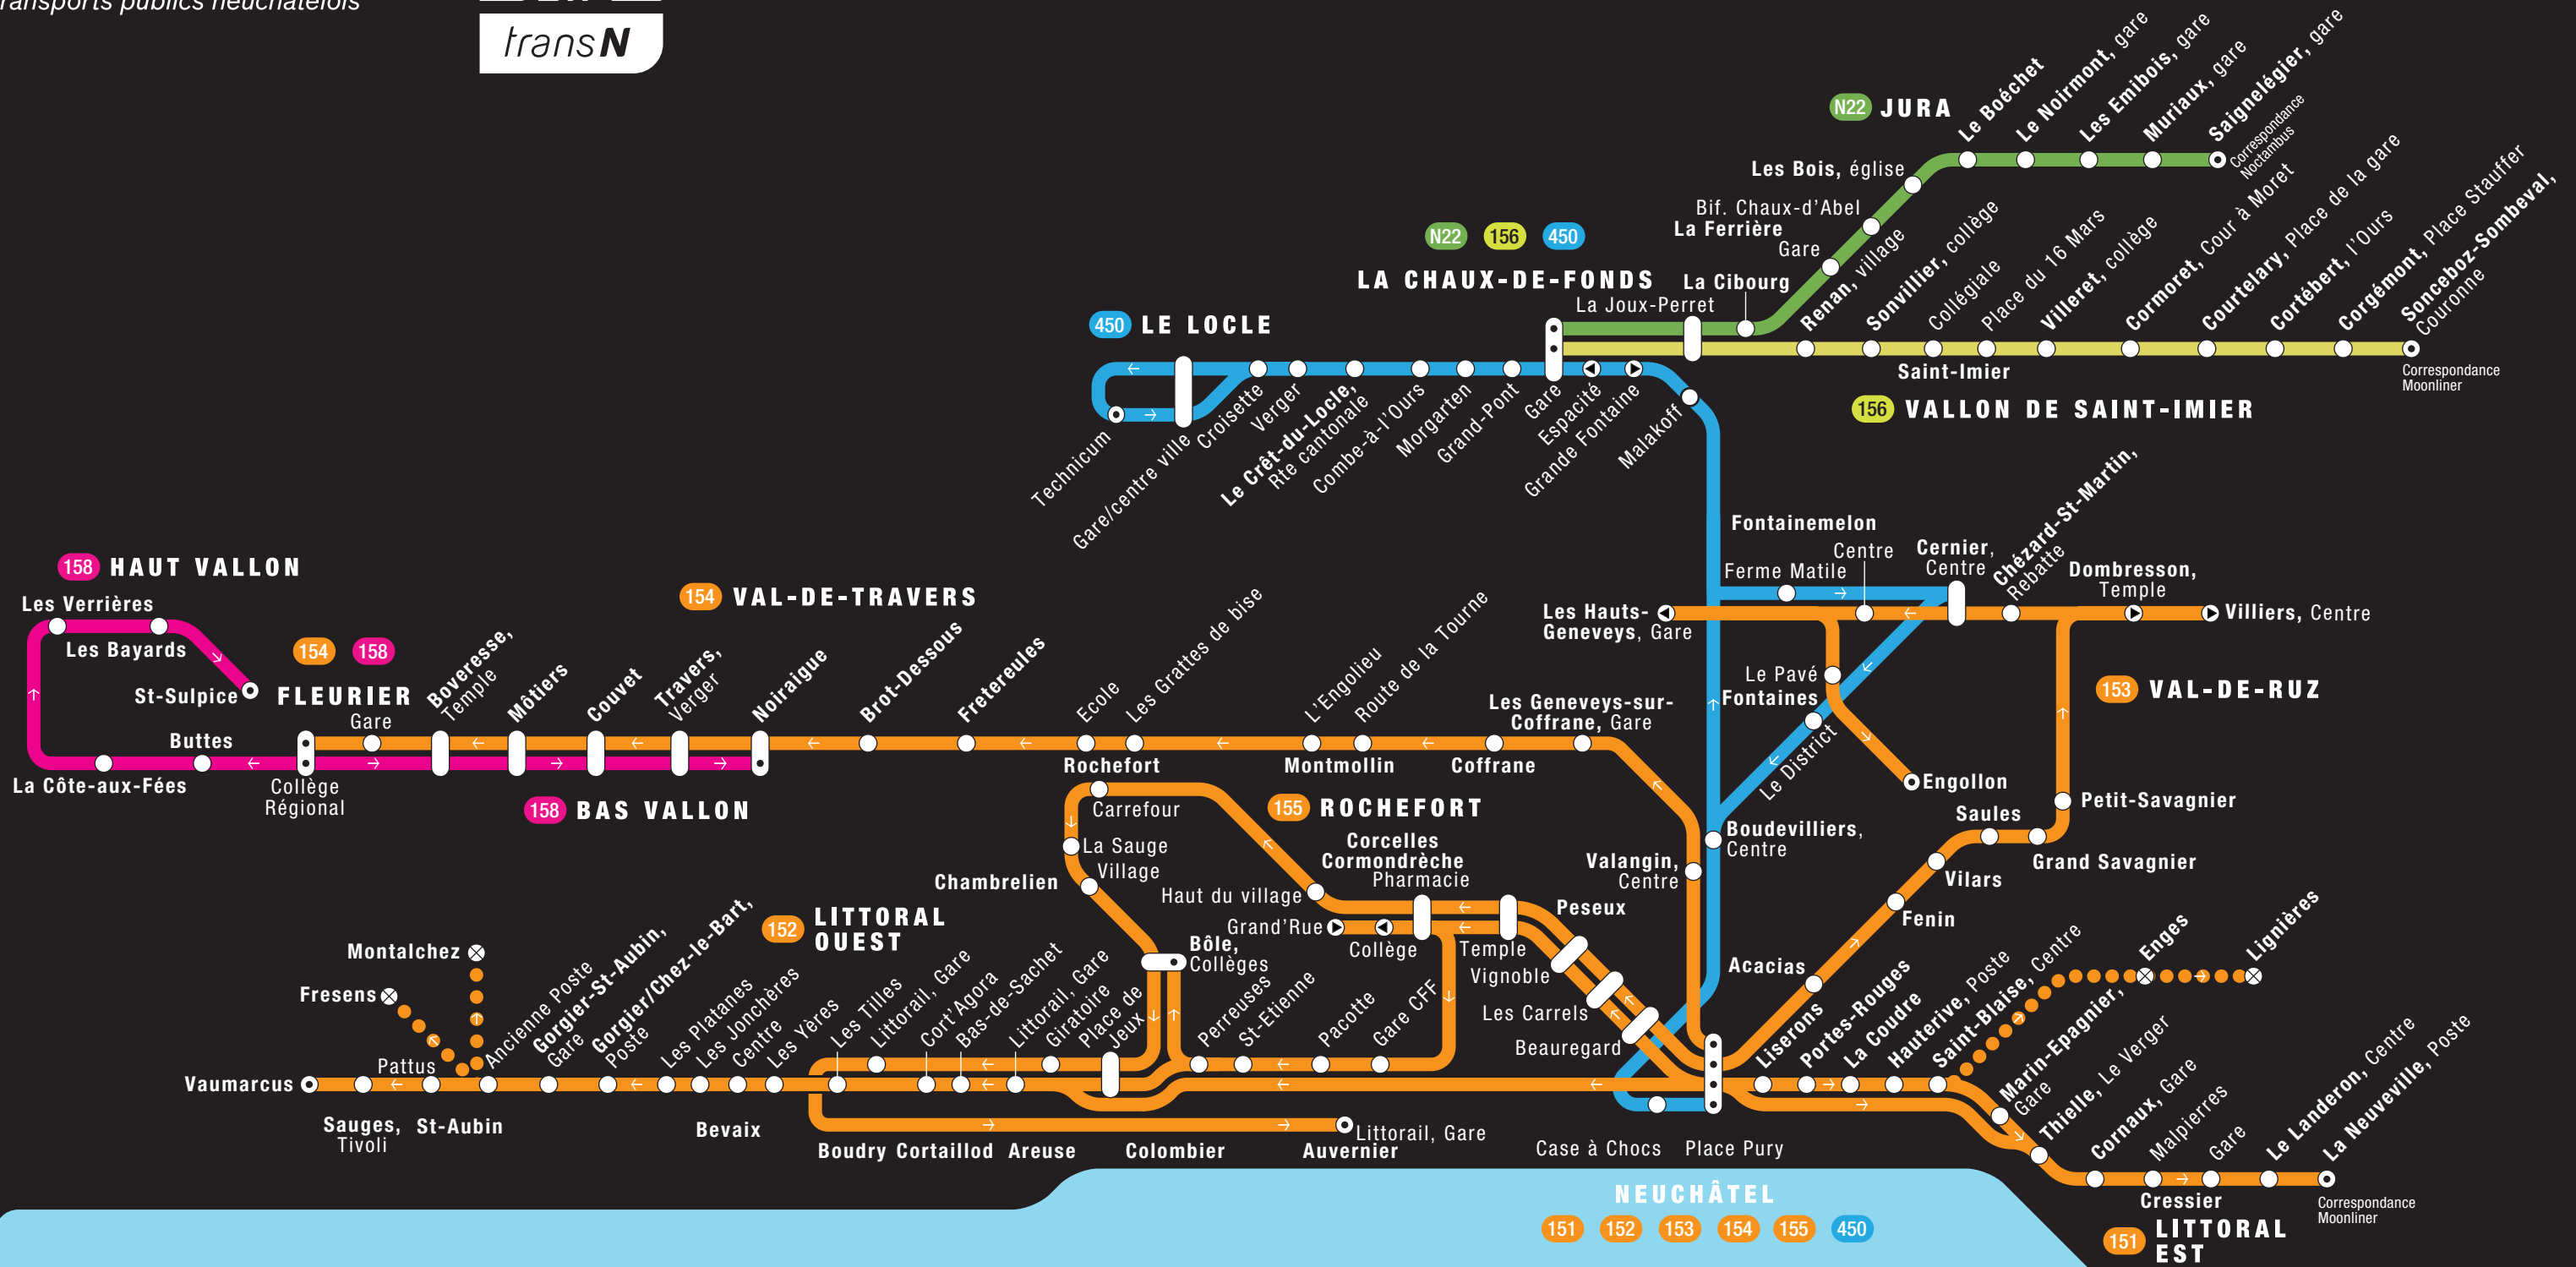 ransports publics neuchâtelois
transN
N22 JURA
Le Boéchet
Le Noirmont, gare
Les Emibois, gare
Muriaux, gare
Saignelégier, gare
Correspondance
Noctambus
Les Bois, église
Bif. Chaux-d'Abel
La Ferrière
Gare
N22 156 450
LA CHAUX-DE-FONDS
La Joux-Perret
La Cibourg
Renan, village
Sonvillier, collège
Collégiale
Place du 16 Mars
Saint-Imier
Villeret, collège
Cormoret, Cour à Moret
Courtelary, Place de la gare
Cortébert, l'Ours
Corgémont, Place Stauffer
Sonceboz-Sombeval,
Couronne
Correspondance
Moonliner
156 VALLON DE SAINT-IMIER
450 LE LOCLE
Technicum
Gare/centre ville
Croisette
Verger
Le Crêt-du-Locle,
Rte cantonale
Combe-à-l'Ours
Morgarten
Grand-Pont
Gare
Espacité
Grande Fontaine
Malakoff
Fontainemelon
Centre
Ferme Matile
Cernier,
Centre
Chézard-St-Martin,
Rebatte
Dombresson,
Temple
Villiers, Centre
Les Hauts-
Geneveys, Gare
Le Pavé
Fontaines
Le District
Engollon
153 VAL-DE-RUZ
Petit-Savagnier
Saules
Grand Savagnier
Vilars
Fenin
Acacias
Boudevilliers,
Centre
Valangin,
Centre
158 HAUT VALLON
Les Verrières
Les Bayards
St-Sulpice
154 158
FLEURIER
Gare
Buttes
La Côte-aux-Fées
Collège
Régional
154 VAL-DE-TRAVERS
Boveresse,
Temple
Môtiers
Couvet
Travers,
Verger
Noiraigue
Brot-Dessous
Fretereules
Ecole
Les Grattes de bise
Rochefort
L'Engolieu
Route de la Tourne
Montmollin
Coffrane
Les Geneveys-sur-
Coffrane, Gare
158 BAS VALLON
155 ROCHEFORT
Carrefour
La Sauge
Village
Chambrelien
Corcelles
Cormondrèche
Pharmacie
Haut du village
Grand'Rue
Collège
Temple
Peseux
Vignoble
Les Carrels
Beauregard
Bôle,
Collèges
152 LITTORAL
OUEST
Montalchez
Fresens
Vaumarcus
Pattus
Sauges,
Tivoli
St-Aubin
Ancienne Poste
Gorgier-St-Aubin,
Gare
Gorgier/Chez-le-Bart,
Poste
Les Platanes
Les Jonchères
Centre
Les Yères
Bevaix
Les Tilles
Littorail, Gare
Cort'Agora
Bas-de-Sachet
Littorail, Gare
Giratoire
Place de
Jeux
Perreuses
St-Etienne
Pacotte
Gare CFF
Boudry
Cortaillod
Areuse
Colombier
Auvernier
Littorail, Gare
Case à Chocs
Place Pury
Liserons
Portes-Rouges
La Coudre
Hauterive, Poste
Saint-Blaise, Centre
Enges
Lignières
Marin-Epagnier,
Gare
Thielle, Le Verger
Cornaux, Gare
Malpierres
Gare
Cressier
Le Landeron, Centre
La Neuveville, Poste
Correspondance
Moonliner
151 LITTORAL
EST
NEUCHÂTEL
151 152 153 154 155 450